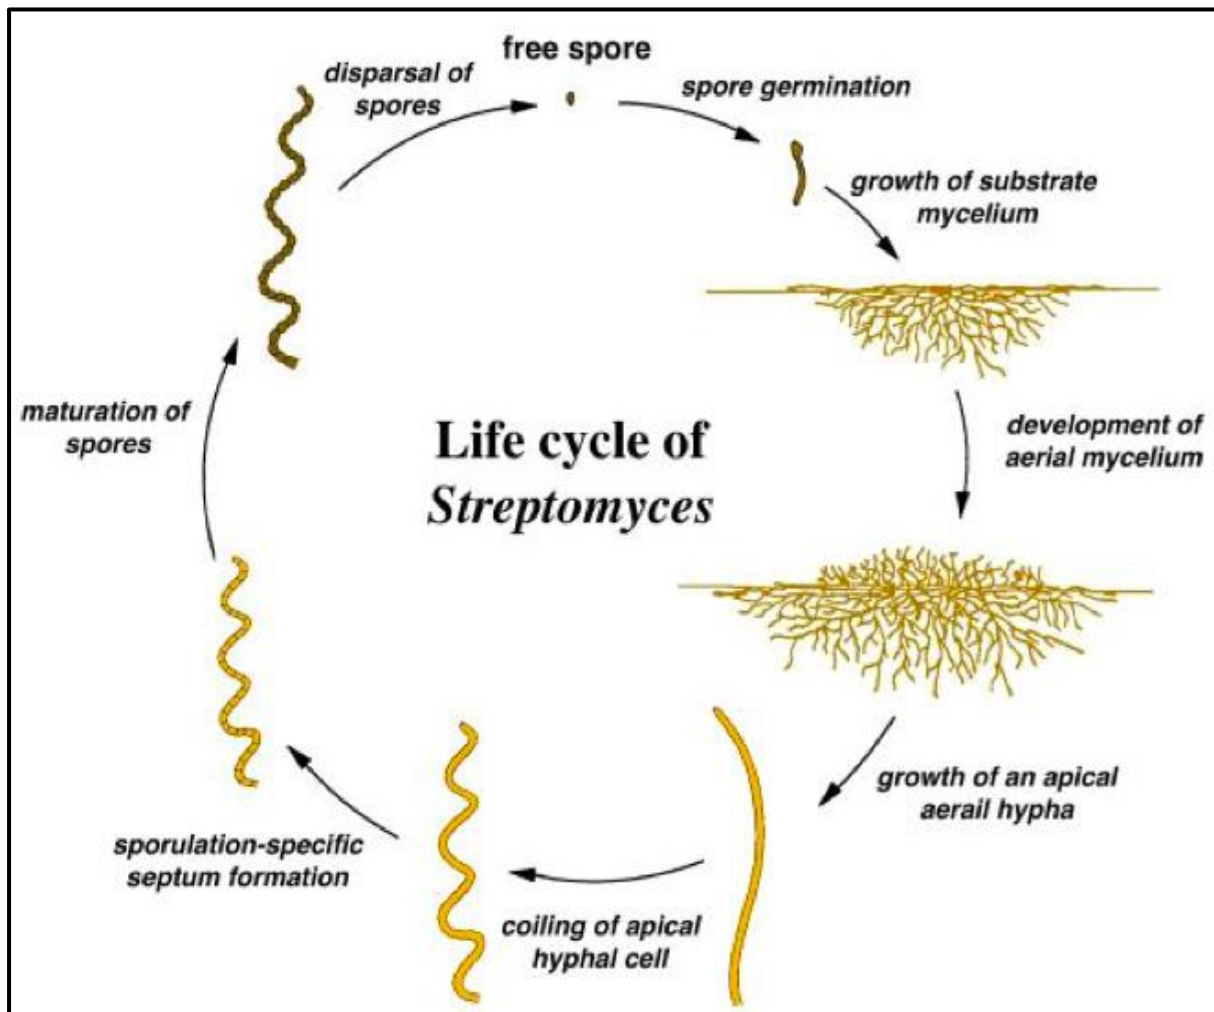 free spore
spore germination
growth of substrate
mycelium
development of
aerial mycelium
growth of an apical
aerail hypha
coiling of apical
hyphal cell
sporulation-specific
septum formation
maturation of
spores
disparsal of
spores
Life cycle of
Streptomyces